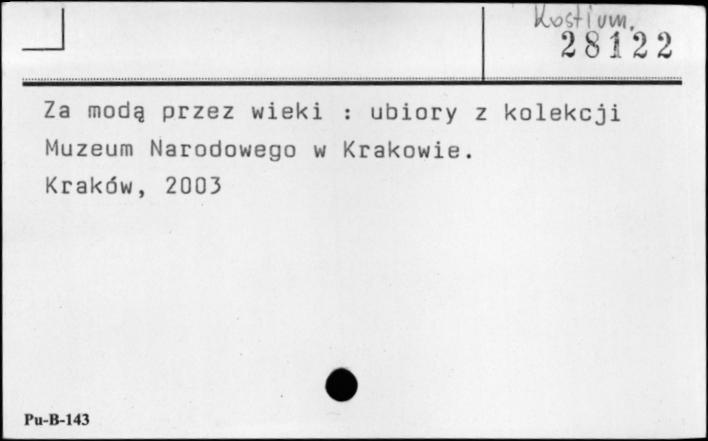 Kostium.
28122
Za modą przez wieki : ubiory z kolekcji
Muzeum Narodowego w Krakowie.
Kraków, 2003
Pu-B-143